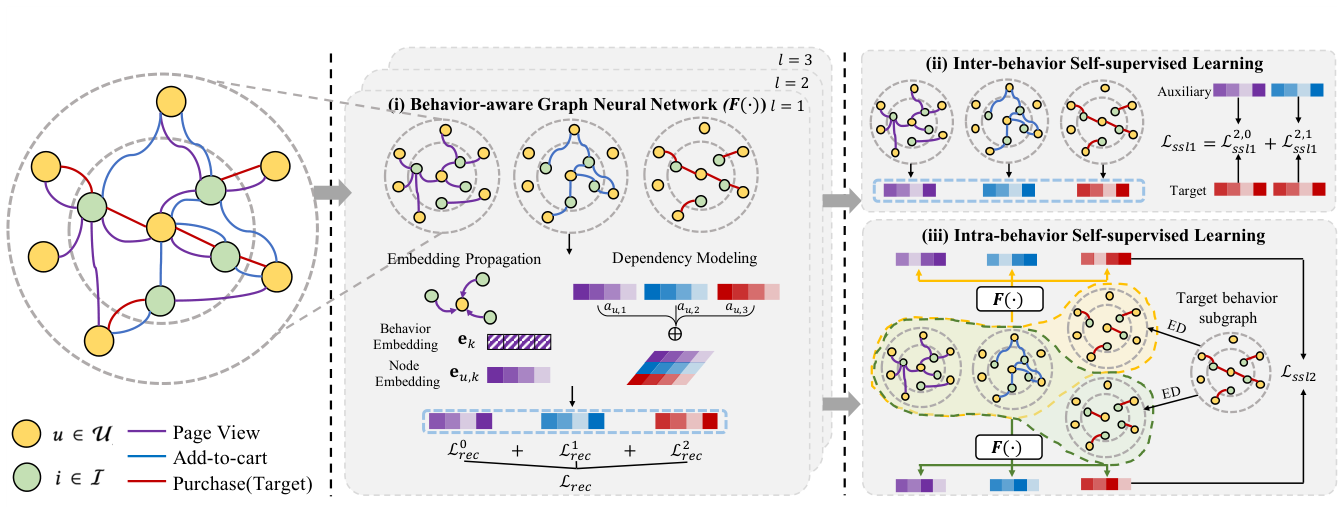 u ∈ 𝒰
i ∈ ℐ
Page View
Add-to-cart
Purchase(Target)
l = 3
l = 2
(i) Behavior-aware Graph Neural Network (F(·)) l = 1
Embedding Propagation
Dependency Modeling
Behavior
Embedding
e_k
Node
Embedding
e_{u,k}
a_{u,1} a_{u,2} a_{u,3}
⊕
ℒ^0_{rec} + ℒ^1_{rec} + ℒ^2_{rec}
ℒ_{rec}
(ii) Inter-behavior Self-supervised Learning
Auxiliary
ℒ_{ssl1} = ℒ^{2,0}_{ssl1} + ℒ^{2,1}_{ssl1}
Target
(iii) Intra-behavior Self-supervised Learning
F(·)
Target behavior
subgraph
ED
ED
ℒ_{ssl2}
F(·)